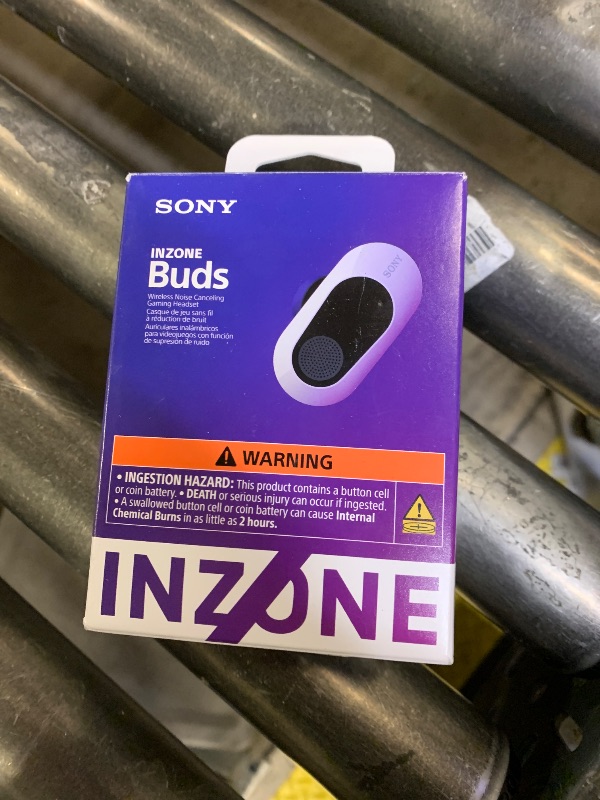 SONY
INZONE
Buds
Wireless Noise Canceling
Gaming Headset
Casque de jeu sans fil
à réduction de bruit
Auriculares inalámbricos
para videojuegos con función
de supresión de ruido
SONY
WARNING
• INGESTION HAZARD: This product contains a button cell
or coin battery. • DEATH or serious injury can occur if ingested.
• A swallowed button cell or coin battery can cause Internal
Chemical Burns in as little as 2 hours.
INZONE